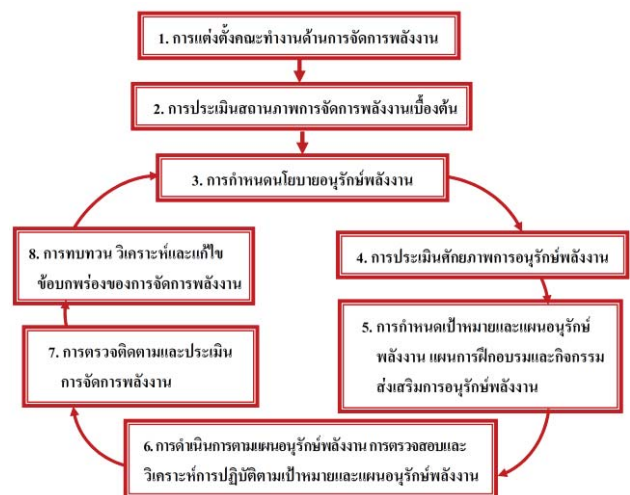 1. การแต่งตั้งคณะทำงานด้านการจัดการพลังงาน
2. การประเมินสถานภาพการจัดการพลังงานเบื้องต้น
3. การกำหนดนโยบายอนุรักษ์พลังงาน
4. การประเมินศักยภาพการอนุรักษ์พลังงาน
5. การกำหนดเป้าหมายและแผนอนุรักษ์
พลังงาน แผนการฝึกอบรมและกิจกรรม
ส่งเสริมการอนุรักษ์พลังงาน
6. การดำเนินการตามแผนอนุรักษ์พลังงาน การตรวจสอบและ
วิเคราะห์การปฏิบัติตามเป้าหมายและแผนอนุรักษ์พลังงาน
7. การตรวจติดตามและประเมิน
การจัดการพลังงาน
8. การทบทวน วิเคราะห์และแก้ไข
ข้อบกพร่องของการจัดการพลังงาน